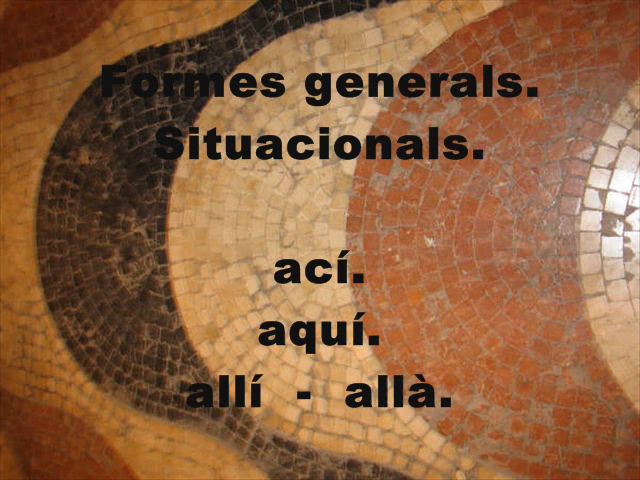 Formes generals.
Situacionals.
ací.
aquí.
allí - allà.